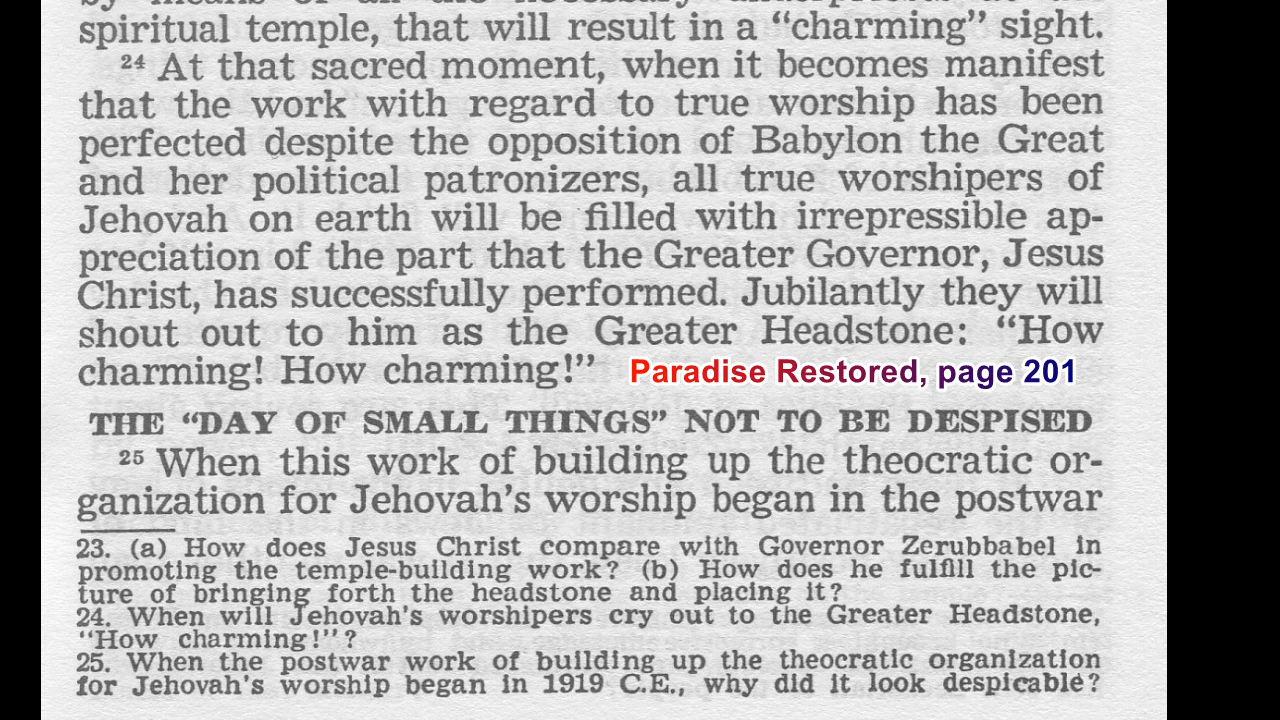 spiritual temple, that will result in a “charming” sight.
24 At that sacred moment, when it becomes manifest
that the work with regard to true worship has been
perfected despite the opposition of Babylon the Great
and her political patronizers, all true worshipers of
Jehovah on earth will be filled with irrepressible ap-
preciation of the part that the Greater Governor, Jesus
Christ, has successfully performed. Jubilantly they will
shout out to him as the Greater Headstone: “How
charming! How charming!” Paradise Restored, page 201
THE “DAY OF SMALL THINGS” NOT TO BE DESPISED
25 When this work of building up the theocratic or-
ganization for Jehovah’s worship began in the postwar
23. (a) How does Jesus Christ compare with Governor Zerubbabel in
promoting the temple-building work? (b) How does he fulfill the pic-
ture of bringing forth the headstone and placing it?
24. When will Jehovah’s worshipers cry out to the Greater Headstone,
“How charming!”?
25. When the postwar work of building up the theocratic organization
for Jehovah’s worship began in 1919 C.E., why did it look despicable?